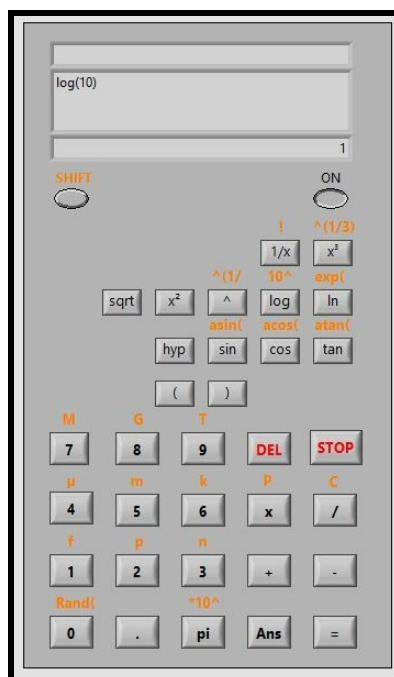 log(10)
1
SHIFT ON
! ^(1/3)
1/x x³
^(1/ 10^ exp(
sqrt x² ^ log ln
asin( acos( atan(
hyp sin cos tan
( )
M G T
7 8 9 DEL STOP
µ m k P C
4 5 6 x /
f p n
1 2 3 + -
Rand( *10^
0 . pi Ans =